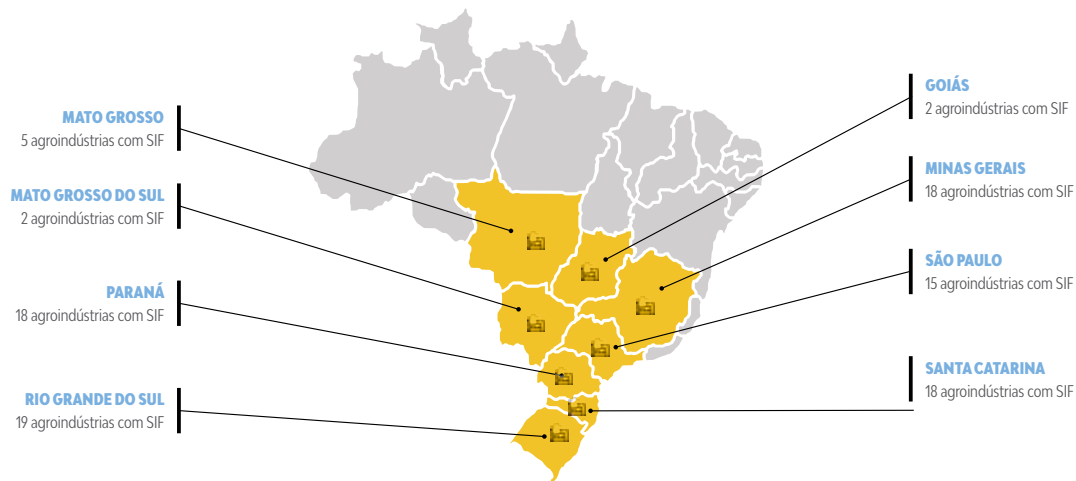 MATO GROSSO
5 agroindústrias com SIF
MATO GROSSO DO SUL
2 agroindústrias com SIF
PARANÁ
18 agroindústrias com SIF
RIO GRANDE DO SUL
19 agroindústrias com SIF
GOIÁS
2 agroindústrias com SIF
MINAS GERAIS
18 agroindústrias com SIF
SÃO PAULO
15 agroindústrias com SIF
SANTA CATARINA
18 agroindústrias com SIF